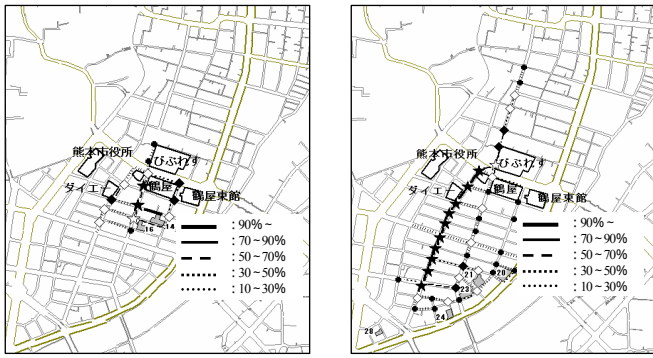 熊本市役所
びぷれす
ダイエー
鶴屋
鶴屋東館
14
16
: 90%~
: 70~90%
: 50~70%
: 30~50%
: 10~30%
熊本市役所
びぷれす
ダイエ
鶴屋
鶴屋東館
: 90%~
: 70~90%
: 50~70%
: 30~50%
: 10~30%
21
20
23
24
28